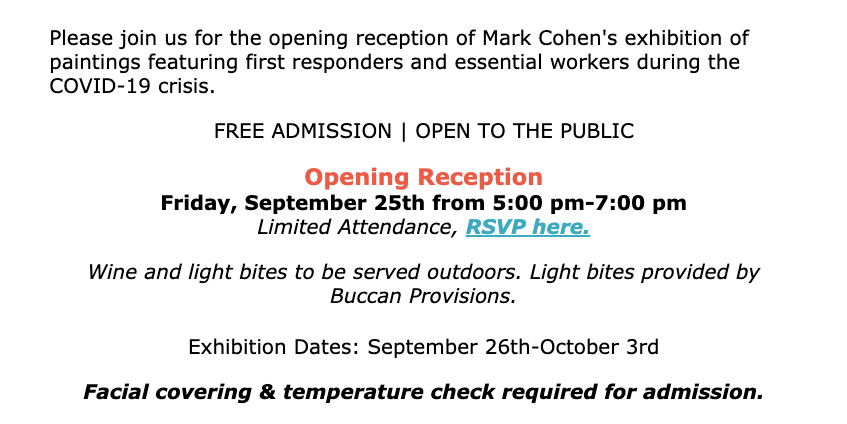 Please join us for the opening reception of Mark Cohen's exhibition of
paintings featuring first responders and essential workers during the
COVID-19 crisis.
FREE ADMISSION | OPEN TO THE PUBLIC
Opening Reception
Friday, September 25th from 5:00 pm-7:00 pm
Limited Attendance, RSVP here.
Wine and light bites to be served outdoors. Light bites provided by
Buccan Provisions.
Exhibition Dates: September 26th-October 3rd
Facial covering & temperature check required for admission.